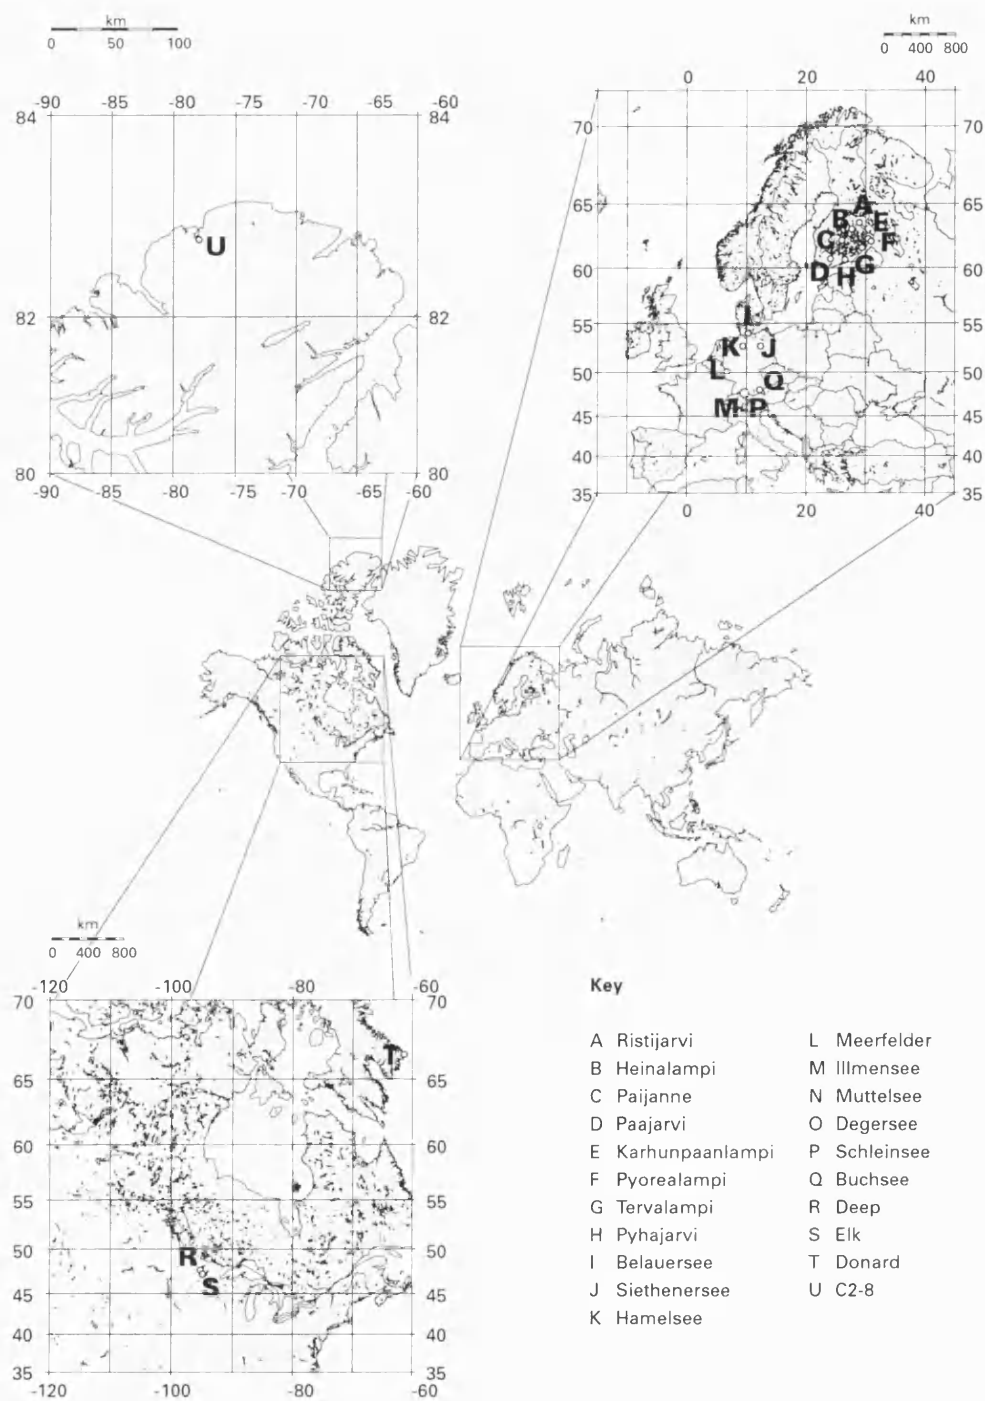 km
0 50 100
-90 -85 -80 -75 -70 -65 -60
84 84
U
82 82
80 80
-90 -85 -80 -75 -70 -65 -60
km
0 400 800
0 20 40
70 70
A
65 65
B E
C F
G
60 D H 60
I
55 55
K J
L
50 50
Q
M P
45 45
40 40
35 35
0 20 40
km
0 400 800
-120 -100 -80 -60
70 70
T
65 65
60 60
55 55
50 50
R
S
45 45
40 40
35 35
-120 -100 -80 -60
Key
A Ristijarvi
B Heinalampi
C Paijanne
D Paajarvi
E Karhunpaanlampi
F Pyorealampi
G Tervalampi
H Pyhajarvi
I Belauersee
J Siethenersee
K Hamelsee
L Meerfelder
M Illmensee
N Muttelsee
O Degersee
P Schleinsee
Q Buchsee
R Deep
S Elk
T Donard
U C2-8